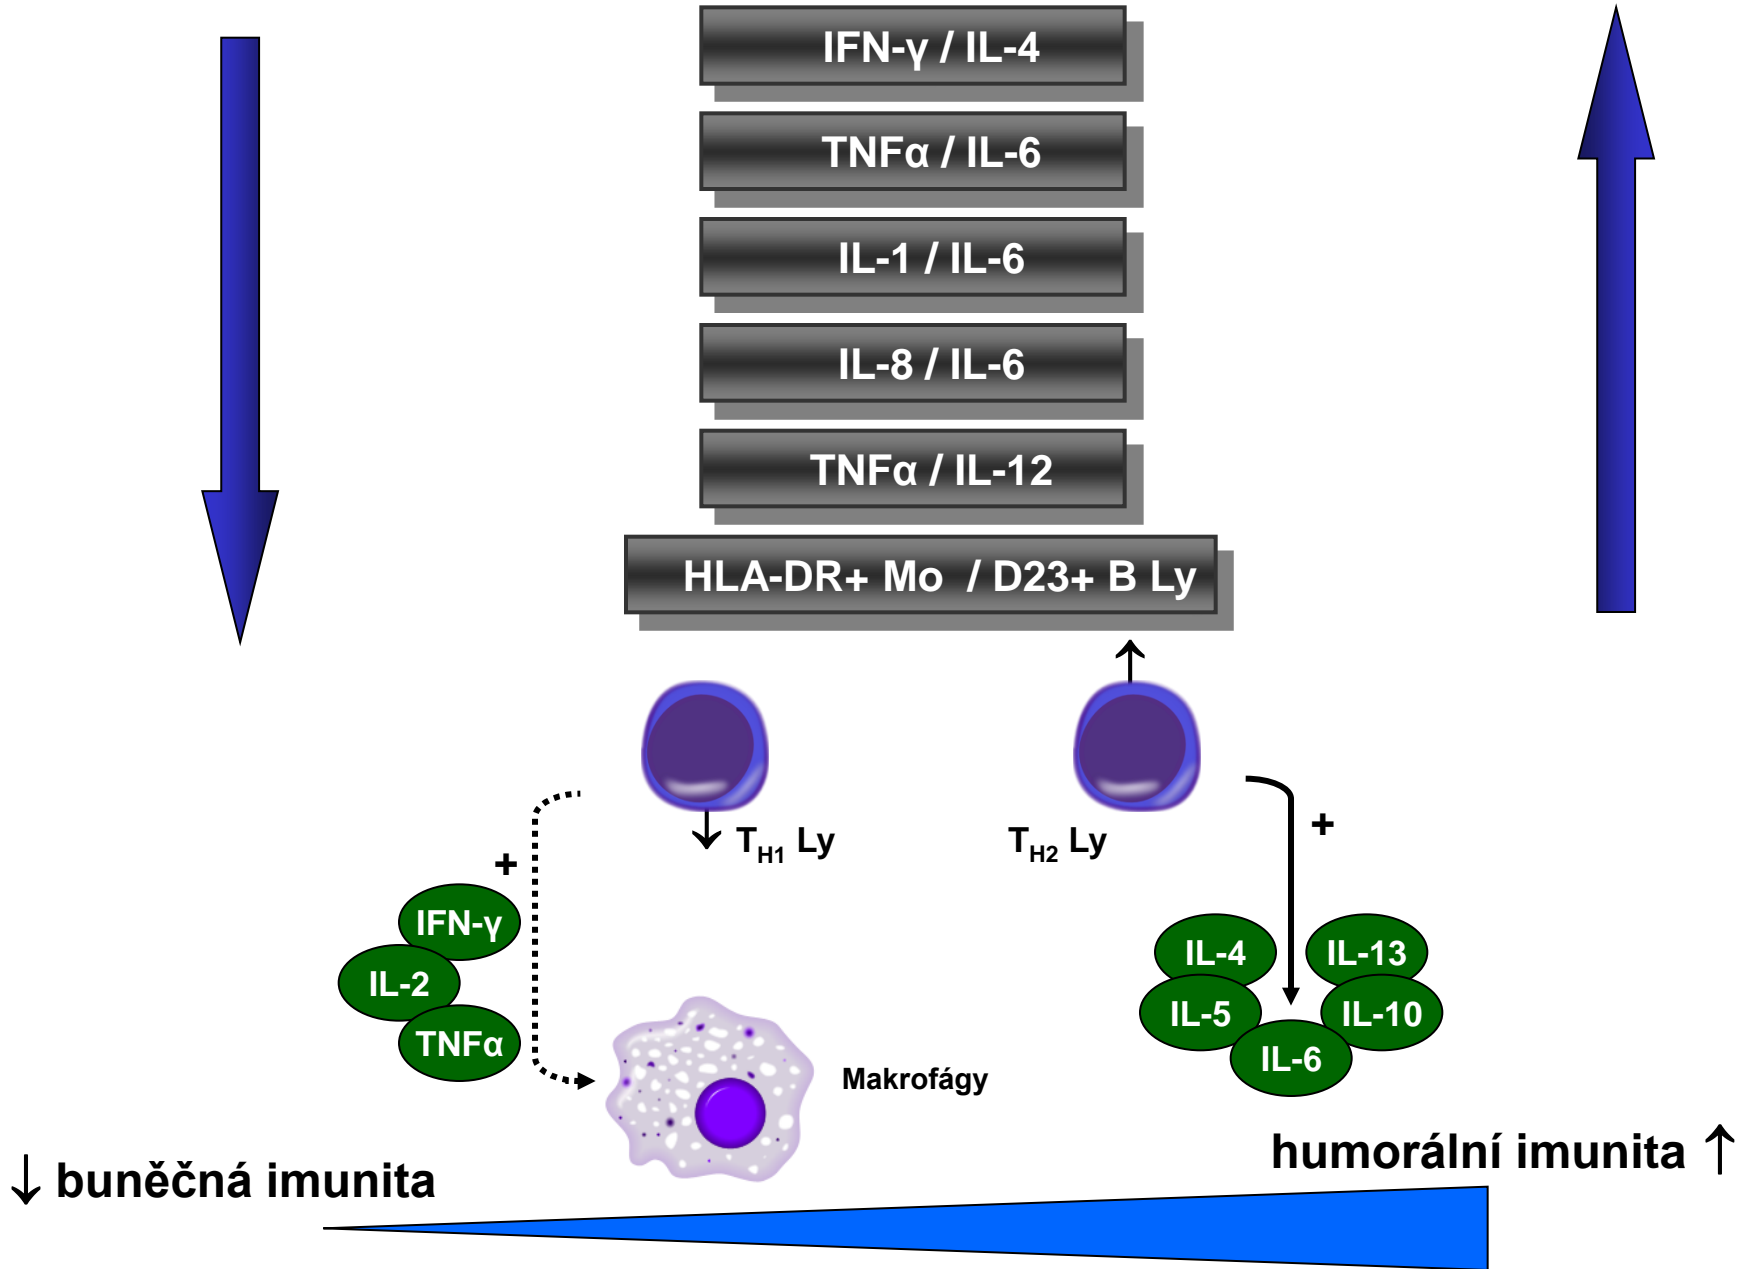 IFN-γ / IL-4
TNFα / IL-6
IL-1 / IL-6
IL-8 / IL-6
TNFα / IL-12
HLA-DR+ Mo / D23+ B Ly
↑
↓ TH1 Ly
TH2 Ly
+
+
IFN-γ
IL-2
TNFα
IL-4
IL-13
IL-5
IL-10
IL-6
Makrofágy
↓ buněčná imunita
humorální imunita ↑